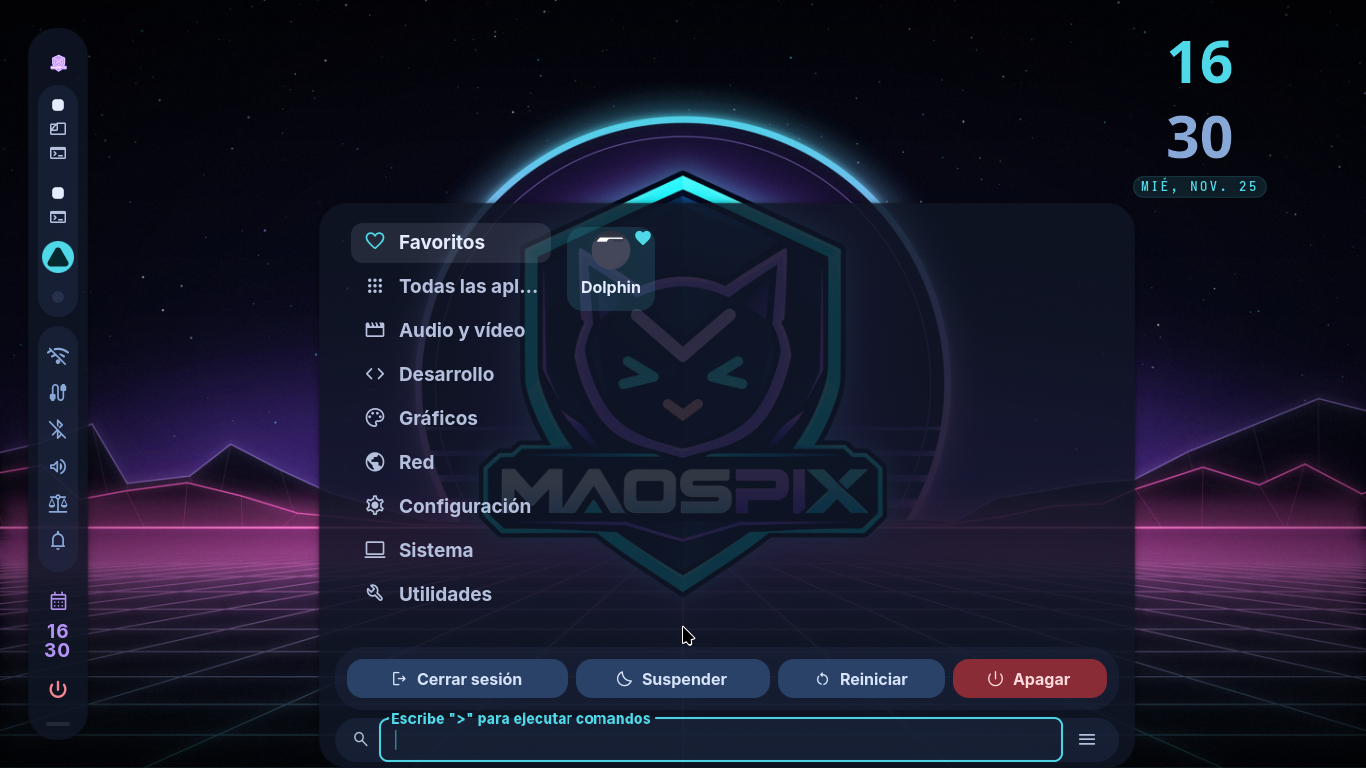 16
30
MIÉ, NOV. 25
Favoritos
Dolphin
Todas las apl...
Audio y vídeo
Desarrollo
Gráficos
Red
Configuración
Sistema
Utilidades
MAOSPIX
Cerrar sesión
Suspender
Reiniciar
Apagar
Escribe ">" para ejecutar comandos
16
30